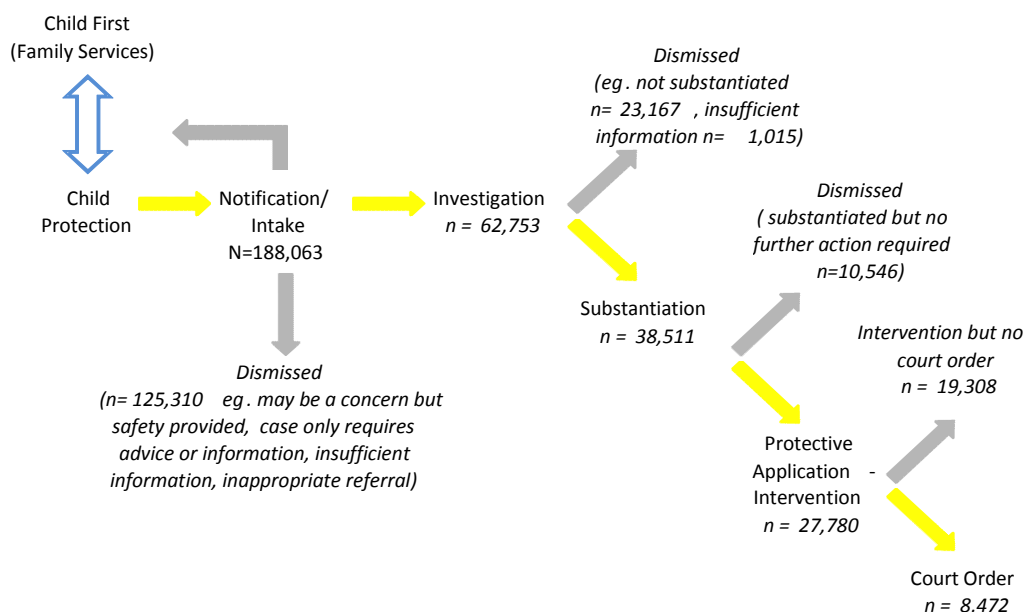 Child First
(Family Services)
Dismissed
(eg. not substantiated
n= 23,167 , insufficient
information n= 1,015)
Child
Protection
Notification/
Intake
N=188,063
Investigation
n = 62,753
Dismissed
( substantiated but no
further action required
n=10,546)
Substantiation
n = 38,511
Intervention but no
court order
n = 19,308
Dismissed
(n= 125,310 eg. may be a concern but
safety provided, case only requires
advice or information, insufficient
information, inappropriate referral)
Protective
Application -
Intervention
n = 27,780
Court Order
n = 8,472